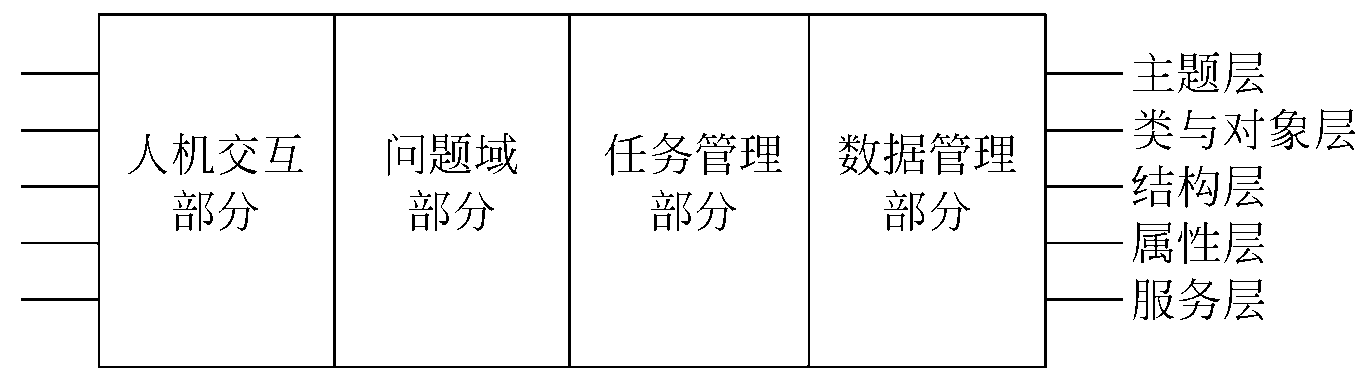 人机交互
部分
问题域
部分
任务管理
部分
数据管理
部分
主题层
类与对象层
结构层
属性层
服务层